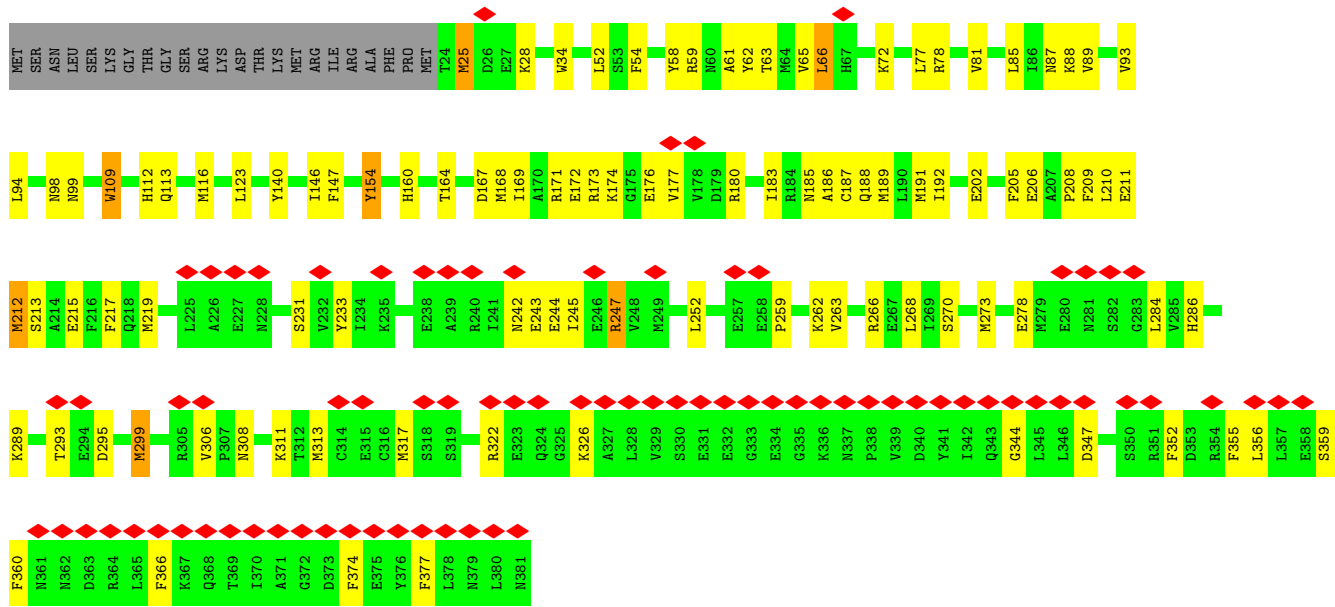 MET SER ASN LEU SER LYS GLY THR GLY SER ARG LYS ASP THR LYS MET ARG ILE ARG ALA PHE PRO MET T24 M25 D26 E27 K28 W34 L52 S53 F54 Y58 R59 N60 A61 Y62 T63 M64 V65 L66 H67 K72 L77 R78 V81 L85 I86 N87 K88 V89 V93
L94 N98 N99 W109 H112 Q113 M116 L123 Y140 I146 F147 Y154 H160 T164 D167 M168 I169 A170 R171 E172 R173 K174 G175 E176 V177 V178 D179 R180 I183 R184 N185 A186 C187 Q188 M189 L190 M191 I192 E202 F205 E206 A207 P208 F209 L210 E211
M212 S213 A214 E215 F216 F217 Q218 M219 L225 A226 E227 N228 S231 V232 Y233 I234 K235 E238 A239 R240 I241 N242 E243 E244 I245 E246 R247 V248 M249 L252 E257 E258 P259 K262 V263 R266 E267 L268 I269 S270 M273 E278 M279 E280 N281 S282 G283 L284 V285 H286
K289 T293 E294 D295 M299 R305 V306 P307 N308 K311 T312 M313 C314 E315 C316 M317 S318 S319 R322 E323 Q324 G325 K326 A327 L328 V329 S330 E331 E332 G333 E334 G335 K336 N337 P338 V339 D340 Y341 I342 Q343 G344 L345 L346 D347 S350 R351 F352 D353 R354 F355 L356 L357 E358 S359
F360 N361 N362 D363 R364 L365 F366 K367 Q368 T369 I370 A371 G372 D373 F374 E375 Y376 F377 L378 N379 L380 N381